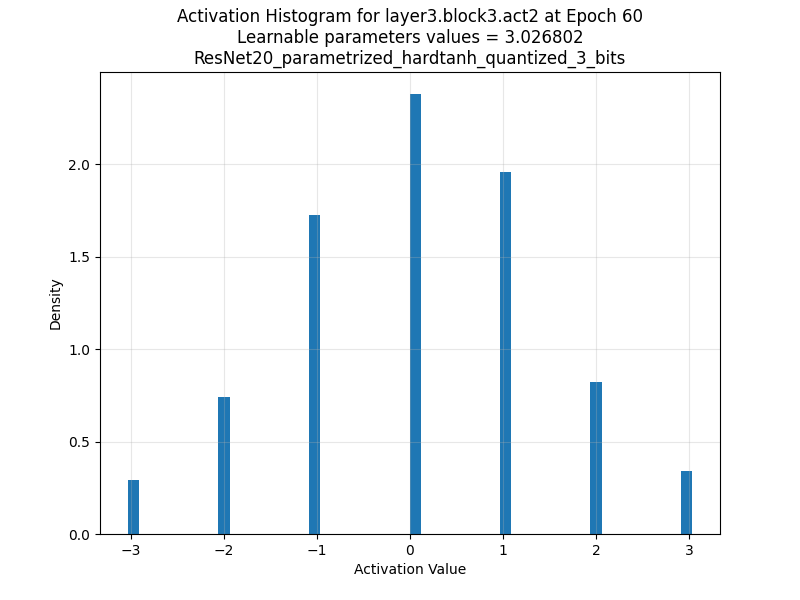 Activation Histogram for layer3.block3.act2 at Epoch 60
Learnable parameters values = 3.026802
ResNet20_parametrized_hardtanh_quantized_3_bits
2.0
1.5
1.0
0.5
0.0
Density
−3 −2 −1 0 1 2 3
Activation Value